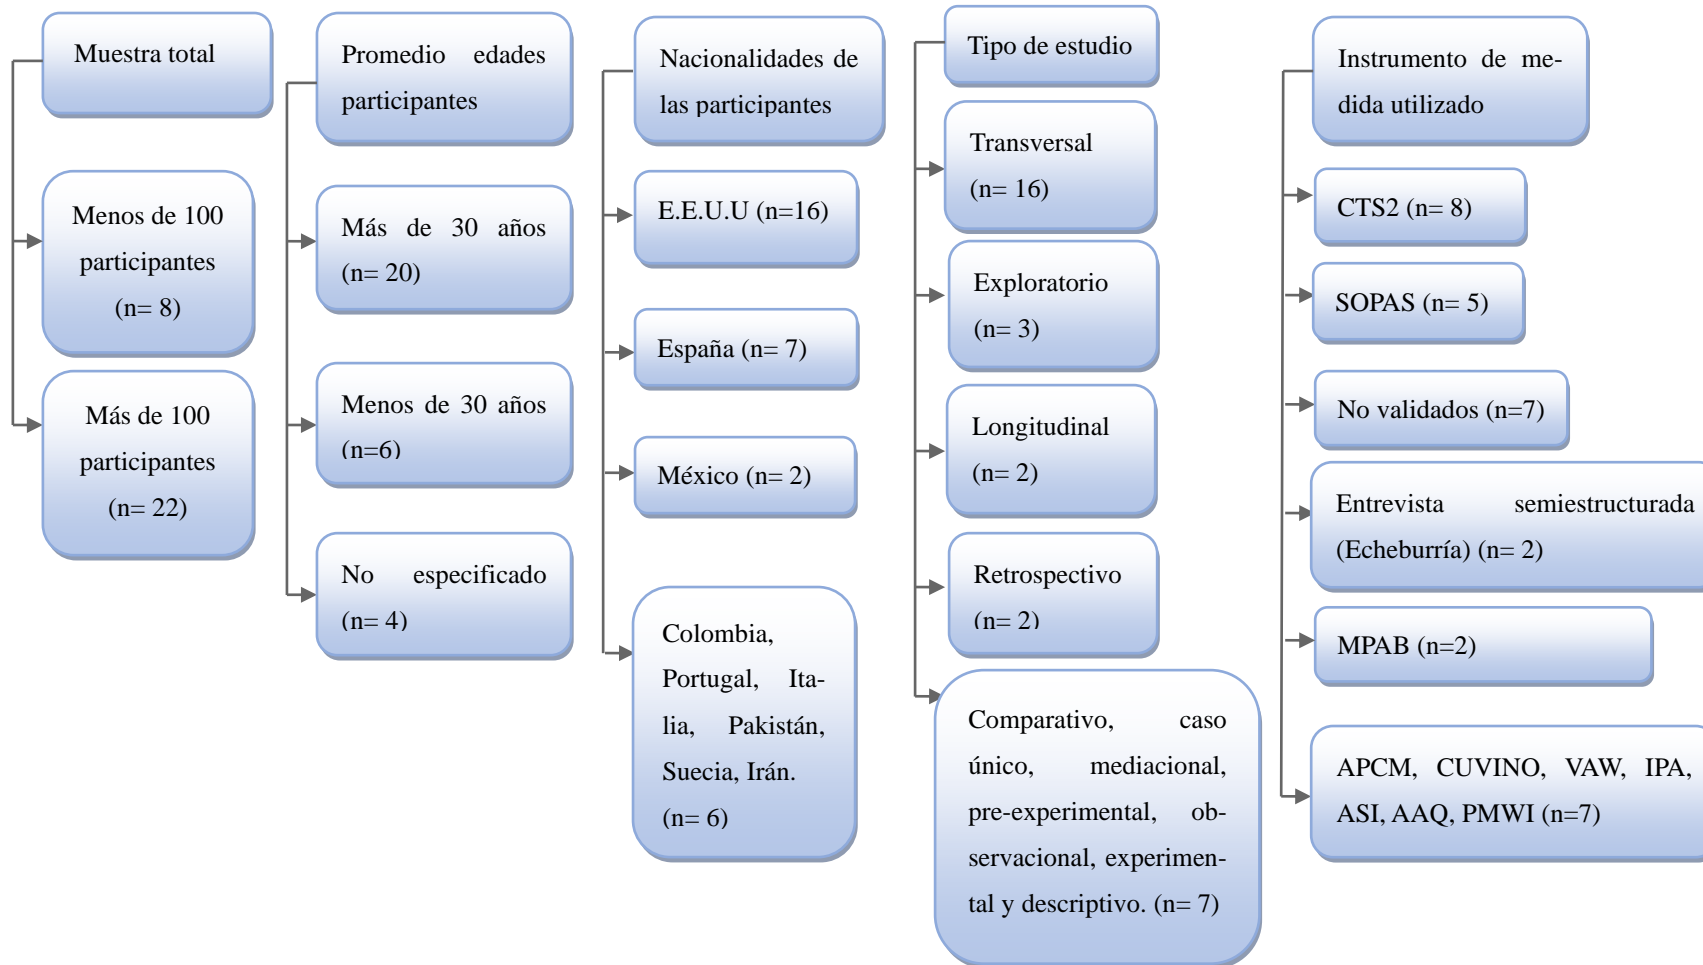 Muestra total
Menos de 100
participantes
(n= 8)
Más de 100
participantes
(n= 22)
Promedio edades
participantes
Más de 30 años
(n= 20)
Menos de 30 años
(n=6)
No especificado
(n= 4)
Nacionalidades de
las participantes
E.E.U.U (n=16)
España (n= 7)
México (n= 2)
Colombia,
Portugal, Ita-
lia, Pakistán,
Suecia, Irán.
(n= 6)
Tipo de estudio
Transversal
(n= 16)
Exploratorio
(n= 3)
Longitudinal
(n= 2)
Retrospectivo
(n= 2)
Comparativo, caso
único, mediacional,
pre-experimental, ob-
servacional, experimen-
tal y descriptivo. (n= 7)
Instrumento de me-
dida utilizado
CTS2 (n= 8)
SOPAS (n= 5)
No validados (n=7)
Entrevista semiestructurada
(Echeburría) (n= 2)
MPAB (n=2)
APCM, CUVINO, VAW, IPA,
ASI, AAQ, PMWI (n=7)